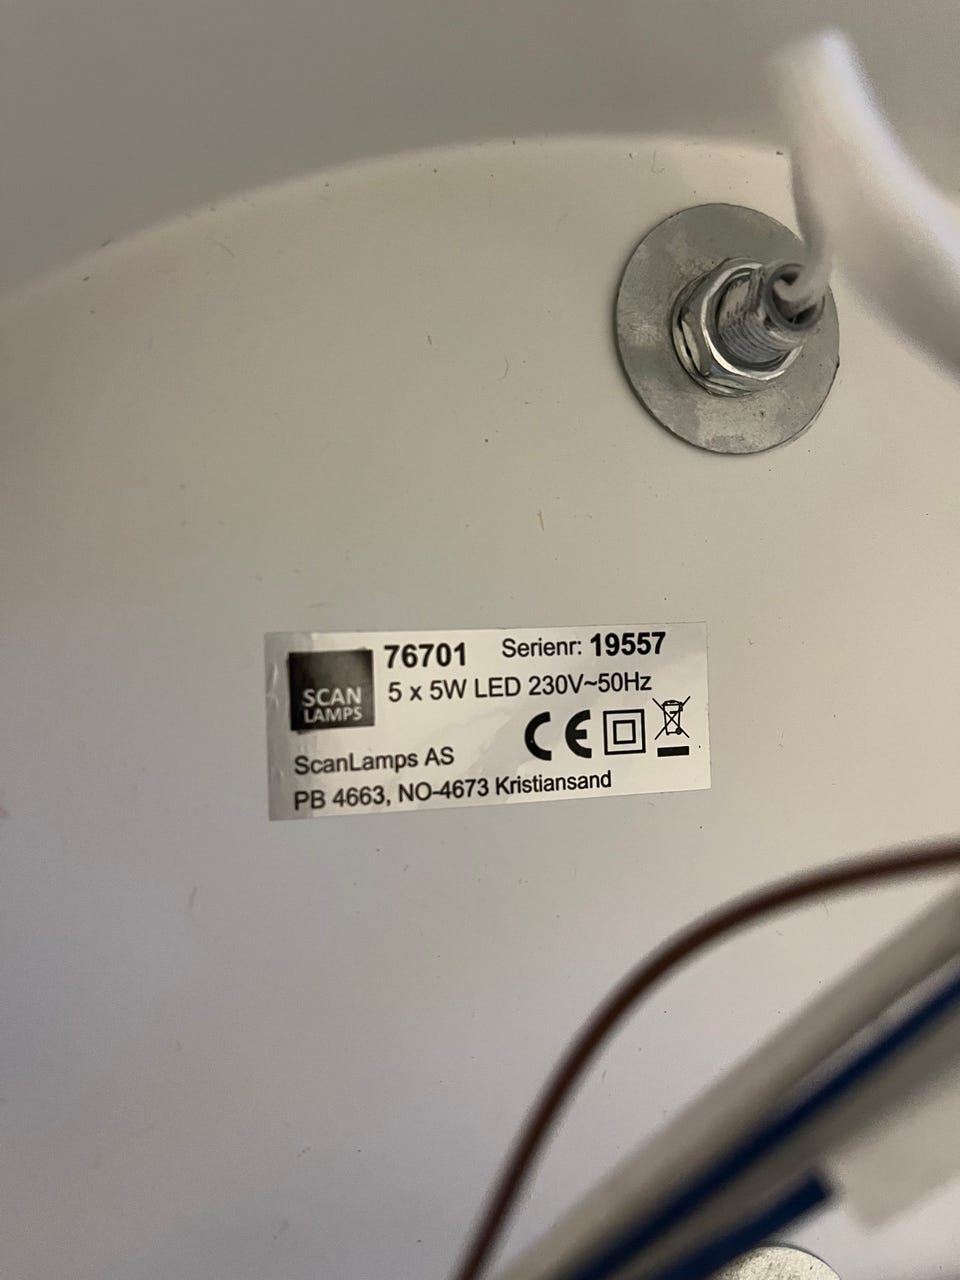 SCAN
LAMPS
76701 Serienr: 19557
5 x 5W LED 230V~50Hz
CE
ScanLamps AS
PB 4663, NO-4673 Kristiansand